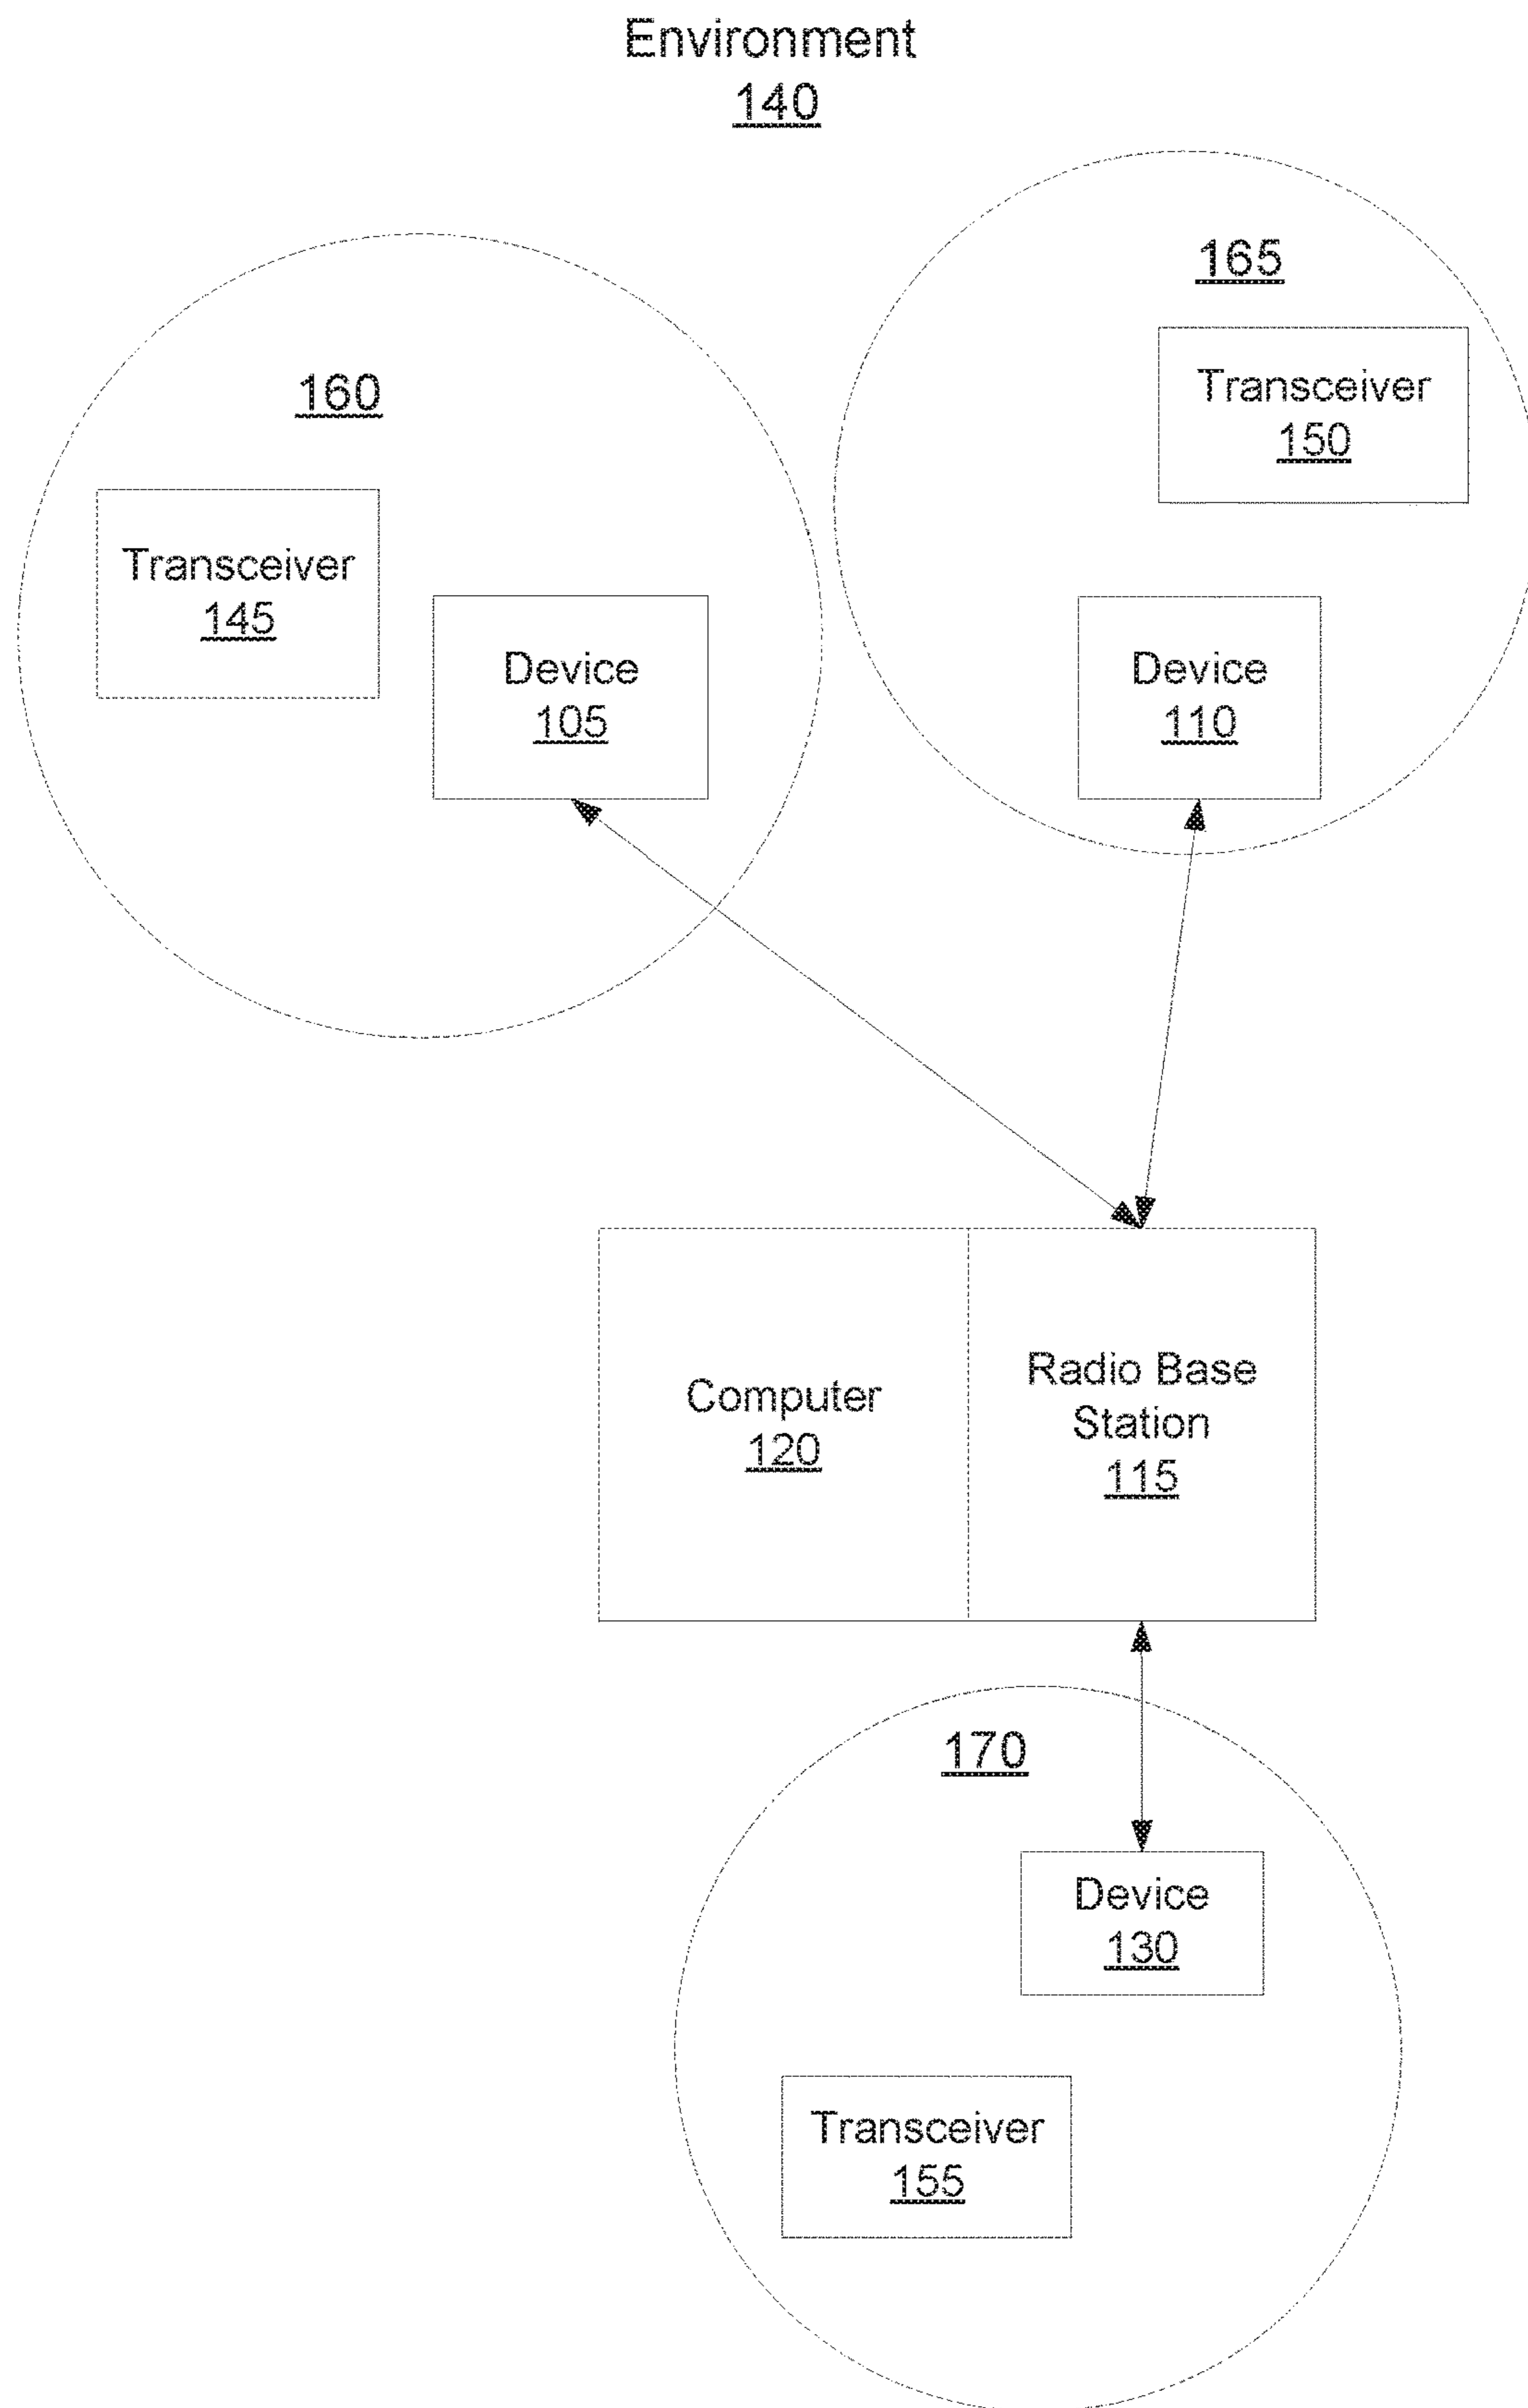 Environment
140
165
Transceiver
150
160
Transceiver
145
Device
105
Device
110
Computer
120
Radio Base
Station
115
170
Device
130
Transceiver
155